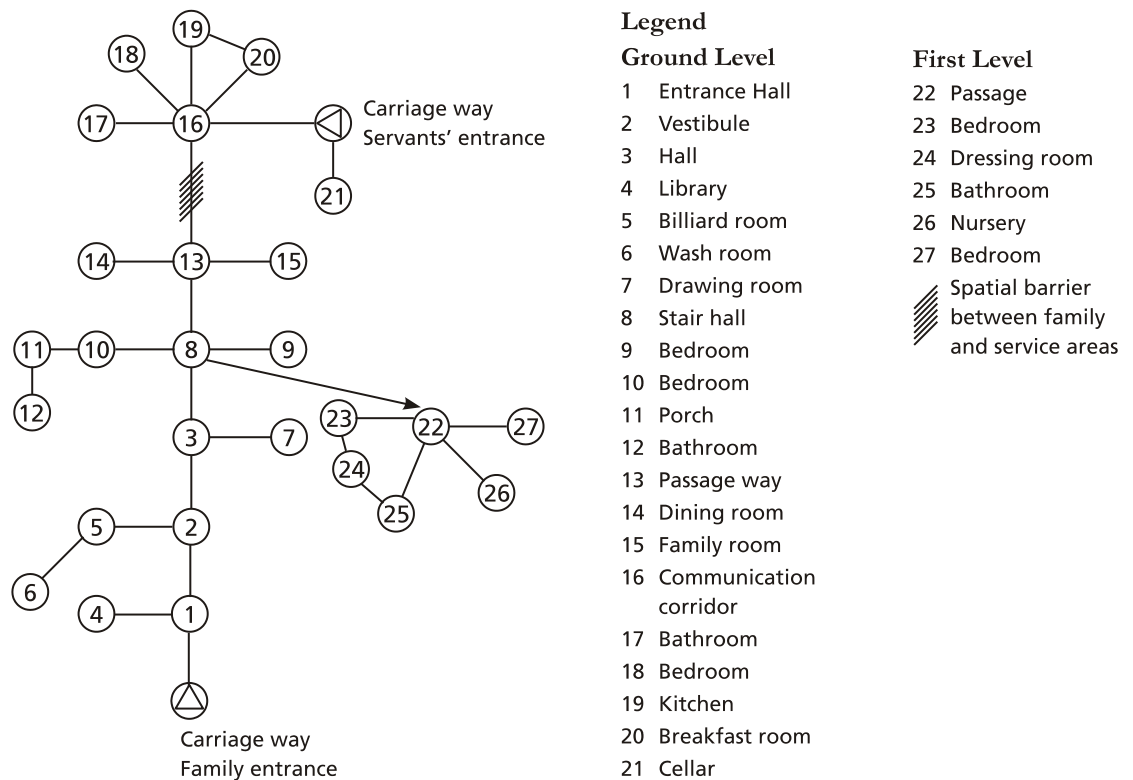 19
18
20
17
16
Carriage way
Servants’ entrance
21
14
13
15
11
10
8
9
12
23
22
27
3
7
24
26
25
5
2
6
4
1
Carriage way
Family entrance
Legend
Ground Level
1 Entrance Hall
2 Vestibule
3 Hall
4 Library
5 Billiard room
6 Wash room
7 Drawing room
8 Stair hall
9 Bedroom
10 Bedroom
11 Porch
12 Bathroom
13 Passage way
14 Dining room
15 Family room
16 Communication
corridor
17 Bathroom
18 Bedroom
19 Kitchen
20 Breakfast room
21 Cellar
First Level
22 Passage
23 Bedroom
24 Dressing room
25 Bathroom
26 Nursery
27 Bedroom
Spatial barrier
between family
and service areas